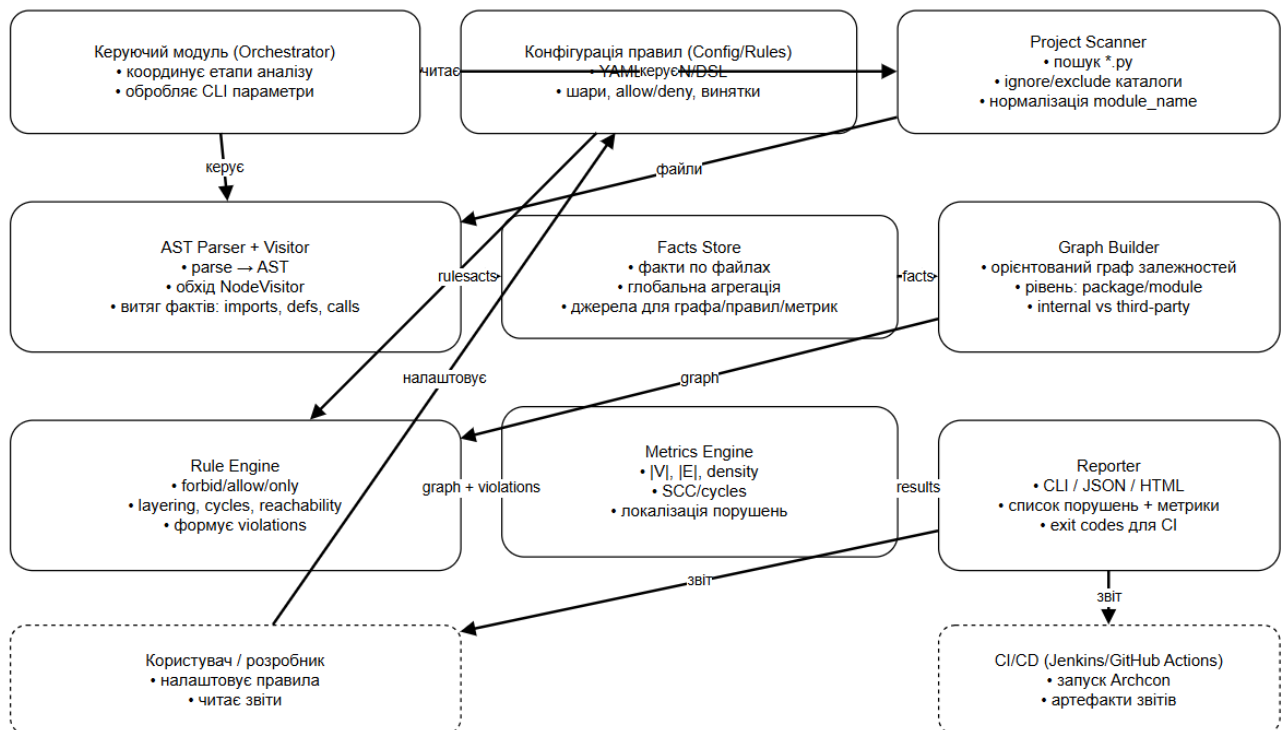 Керуючий модуль (Orchestrator)
• координує етапи аналізу
• обробляє CLI параметри
читає
Конфігурація правил (Config/Rules)
• YAML керує N/DSL
• шари, allow/deny, винятки
Project Scanner
• пошук *.py
• ignore/exclude каталоги
• нормалізація module_name
керує
файли
AST Parser + Visitor
• parse → AST
• обхід NodeVisitor
• витяг фактів: imports, defs, calls
rulesacts
Facts Store
• факти по файлах
• глобальна агрегація
• джерела для графа/правил/метрик
facts
Graph Builder
• орієнтований граф залежностей
• рівень: package/module
• internal vs third-party
налаштовує
graph
Rule Engine
• forbid/allow/only
• layering, cycles, reachability
• формує violations
graph + violations
Metrics Engine
• |V|, |E|, density
• SCC/cycles
• локалізація порушень
results
Reporter
• CLI / JSON / HTML
• список порушень + метрики
• exit codes для CI
звіт
звіт
Користувач / розробник
• налаштовує правила
• читає звіти
CI/CD (Jenkins/GitHub Actions)
• запуск Archcon
• артефакти звітів